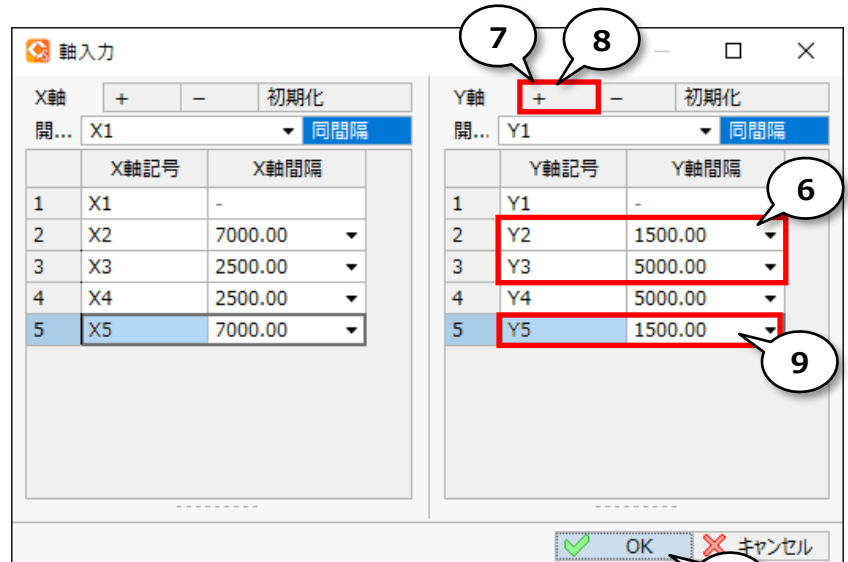 7 8
軸入力
X軸 + − 初期化 Y軸 + − 初期化
開... X1 同間隔 開... Y1 同間隔
X軸記号 X軸間隔 Y軸記号 Y軸間隔
6
1 X1 - 1 Y1 -
2 X2 7000.00 2 Y2 1500.00
3 X3 2500.00 3 Y3 5000.00
4 X4 2500.00 4 Y4 5000.00
5 X5 7000.00 5 Y5 1500.00
9
OK キャンセル